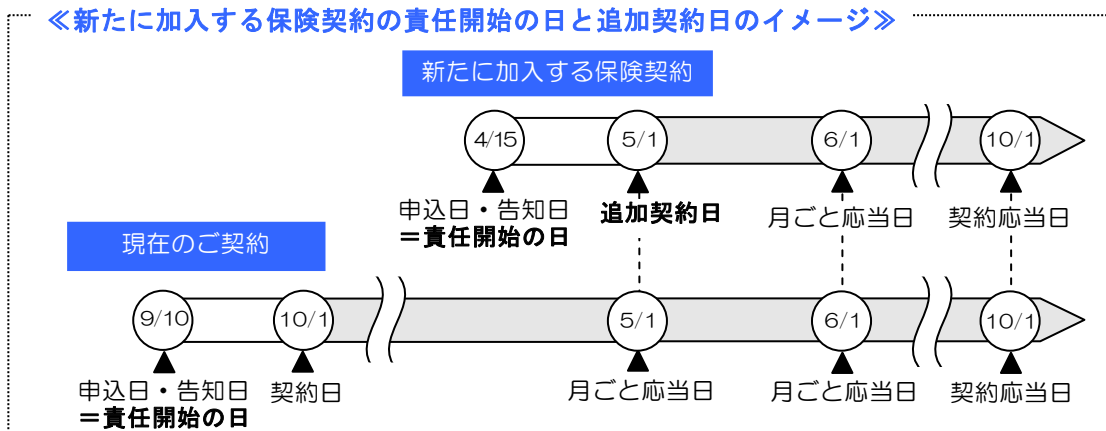 ≪新たに加入する保険契約の責任開始の日と追加契約日のイメージ≫
新たに加入する保険契約
4/15
5/1
6/1
10/1
申込日・告知日
＝責任開始の日
追加契約日
月ごと応当日
契約応当日
現在のご契約
9/10
10/1
5/1
6/1
10/1
申込日・告知日
＝責任開始の日
契約日
月ごと応当日
月ごと応当日
契約応当日